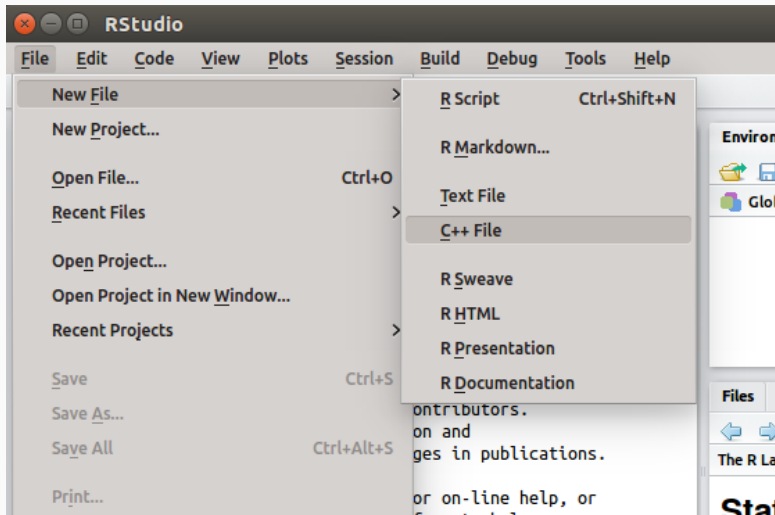 RStudio
File Edit Code View Plots Session Build Debug Tools Help
New File
New Project...
Open File... Ctrl+O
Recent Files
Open Project...
Open Project in New Window...
Recent Projects
Save Ctrl+S
Save As...
Save All Ctrl+Alt+S
Print...
R Script Ctrl+Shift+N
R Markdown...
Text File
C++ File
R Sweave
R HTML
R Presentation
R Documentation
ontributors.
on and
ges in publications.
or on-line help, or
Environ
Glo
Files
The R La
Sta